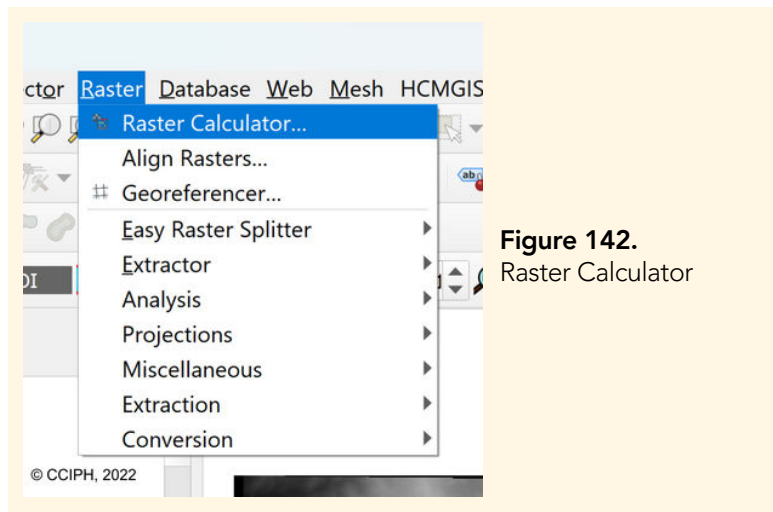 ctor Raster Database Web Mesh HCMGIS
Raster Calculator...
Align Rasters...
Georeferencer...
Easy Raster Splitter
Extractor
Analysis
Projections
Miscellaneous
Extraction
Conversion
© CCIPH, 2022
Figure 142.
Raster Calculator